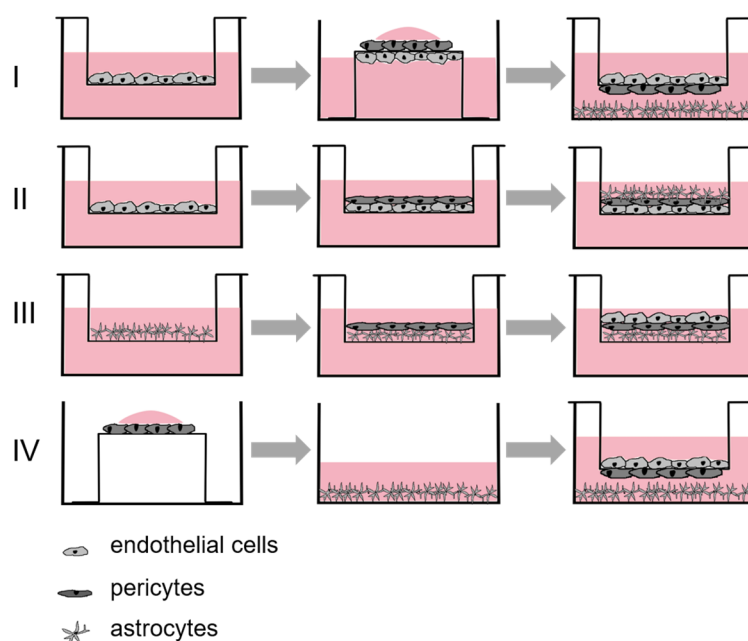 I
II
III
IV
endothelial cells
pericytes
astrocytes